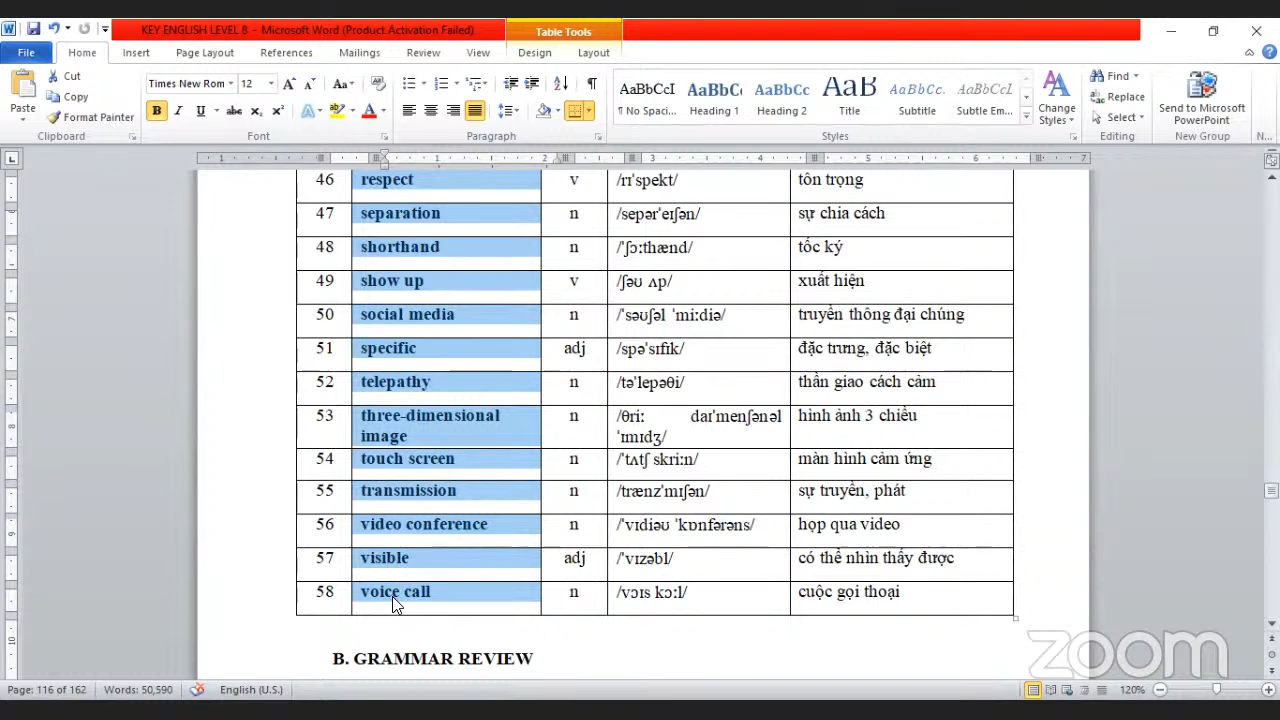 KEY ENGLISH LEVEL 8 - Microsoft Word (Product Activation Failed)
Table Tools
File Home Insert Page Layout References Mailings Review View Design Layout
Paste
Cut
Copy
Format Painter
Clipboard
Times New Rom 12
Font
Paragraph
AaBbCcI AaBbC( AaBbCc AaB AaBbCc. AaBbCcI
¶ No Spaci... Heading 1 Heading 2 Title Subtitle Subtle Em...
Styles
Change Styles
Find
Replace
Select
Editing
Send to Microsoft PowerPoint
New Group
N...
46 respect v /rɪˈspekt/ tôn trọng
47 separation n /sepərˈeɪʃən/ sự chia cách
48 shorthand n /ˈʃɔːthænd/ tốc ký
49 show up v /ʃəʊ ʌp/ xuất hiện
50 social media n /ˈsəʊʃəl ˈmiːdiə/ truyền thông đại chúng
51 specific adj /spəˈsɪfɪk/ đặc trưng, đặc biệt
52 telepathy n /təˈlepəθi/ thần giao cách cảm
53 three-dimensional image n /θriː daɪˈmenʃənəl ˈɪmɪdʒ/ hình ảnh 3 chiều
54 touch screen n /ˈtʌtʃ skriːn/ màn hình cảm ứng
55 transmission n /trænzˈmɪʃən/ sự truyền, phát
56 video conference n /ˈvɪdiəʊ ˈkɒnfərəns/ họp qua video
57 visible adj /ˈvɪzəbl/ có thể nhìn thấy được
58 voice call n /vɔɪs kɔːl/ cuộc gọi thoại
B. GRAMMAR REVIEW
zoom
Page: 116 of 162 Words: 50,590 English (U.S.) 120%